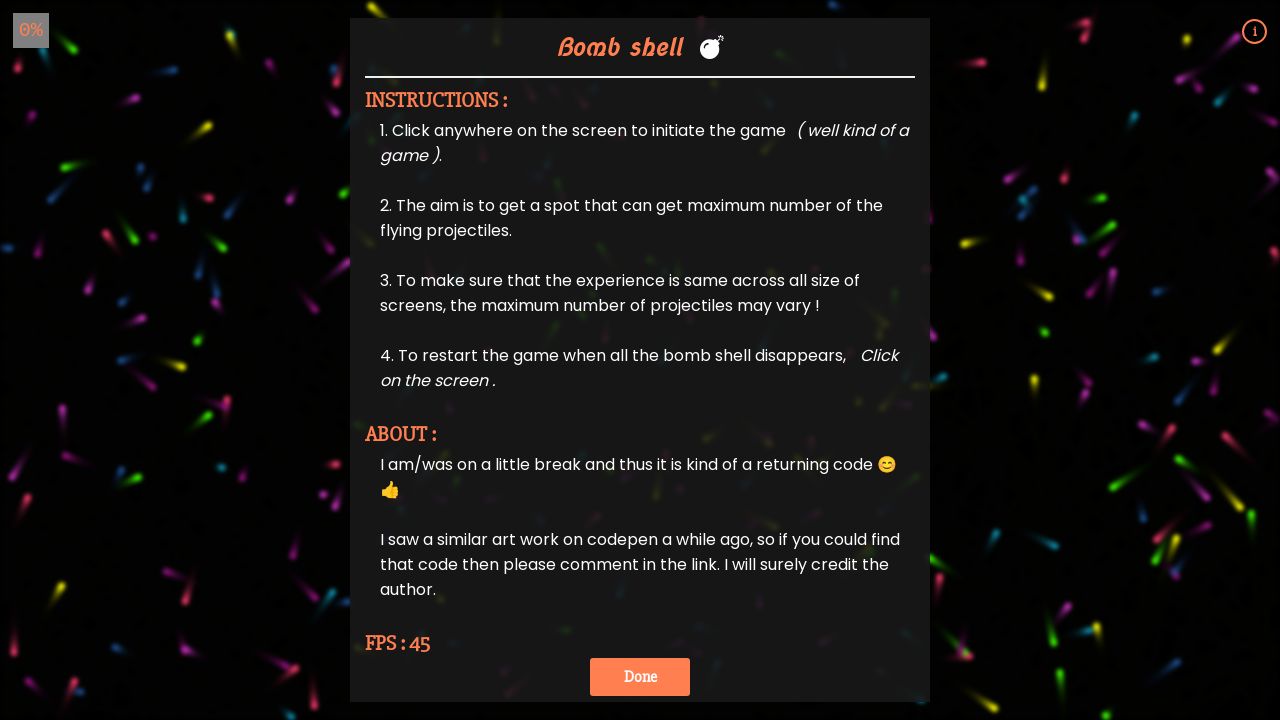 0%
i
Bomb shell 💣
INSTRUCTIONS :
1. Click anywhere on the screen to initiate the game ( well kind of a
game ).
2. The aim is to get a spot that can get maximum number of the
flying projectiles.
3. To make sure that the experience is same across all size of
screens, the maximum number of projectiles may vary !
4. To restart the game when all the bomb shell disappears, Click
on the screen .
ABOUT :
I am/was on a little break and thus it is kind of a returning code 😊
👍
I saw a similar art work on codepen a while ago, so if you could find
that code then please comment in the link. I will surely credit the
author.
FPS : 45
Done